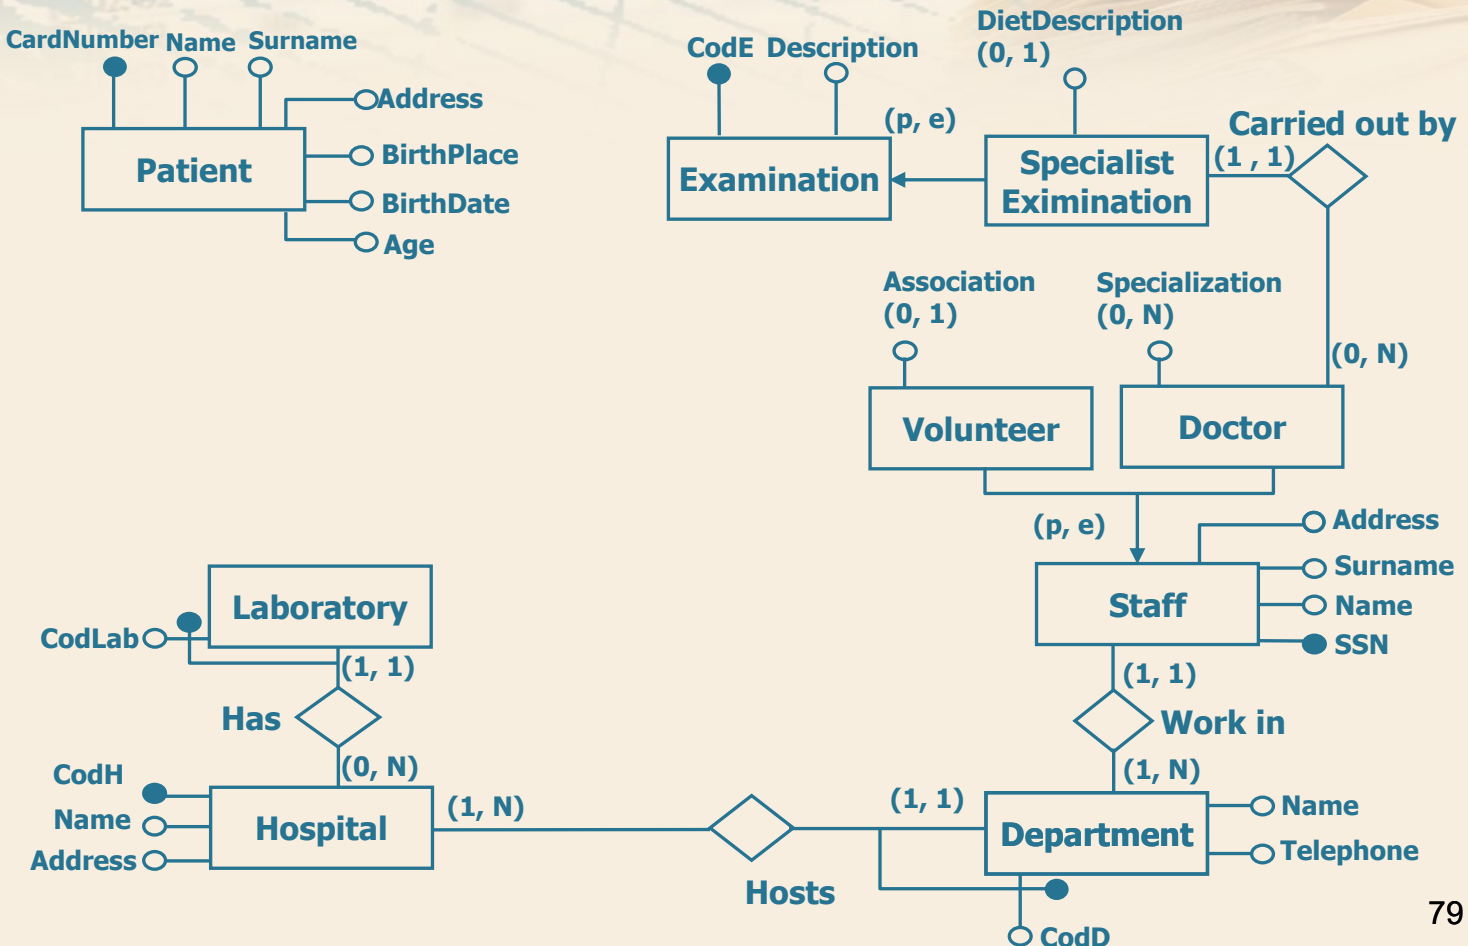 CardNumber Name Surname
Address
Patient
BirthPlace
BirthDate
Age
CodE Description
DietDescription
(0, 1)
(p, e)
Examination
Specialist
Eximination
(1 , 1)
Carried out by
(0, N)
Association
(0, 1)
Specialization
(0, N)
Volunteer
Doctor
(p, e)
Address
Surname
Name
SSN
Staff
(1, 1)
Work in
(1, N)
Laboratory
CodLab
(1, 1)
Has
(0, N)
CodH
Name
Address
Hospital
(1, N)
Hosts
(1, 1)
Department
Name
Telephone
CodD
79